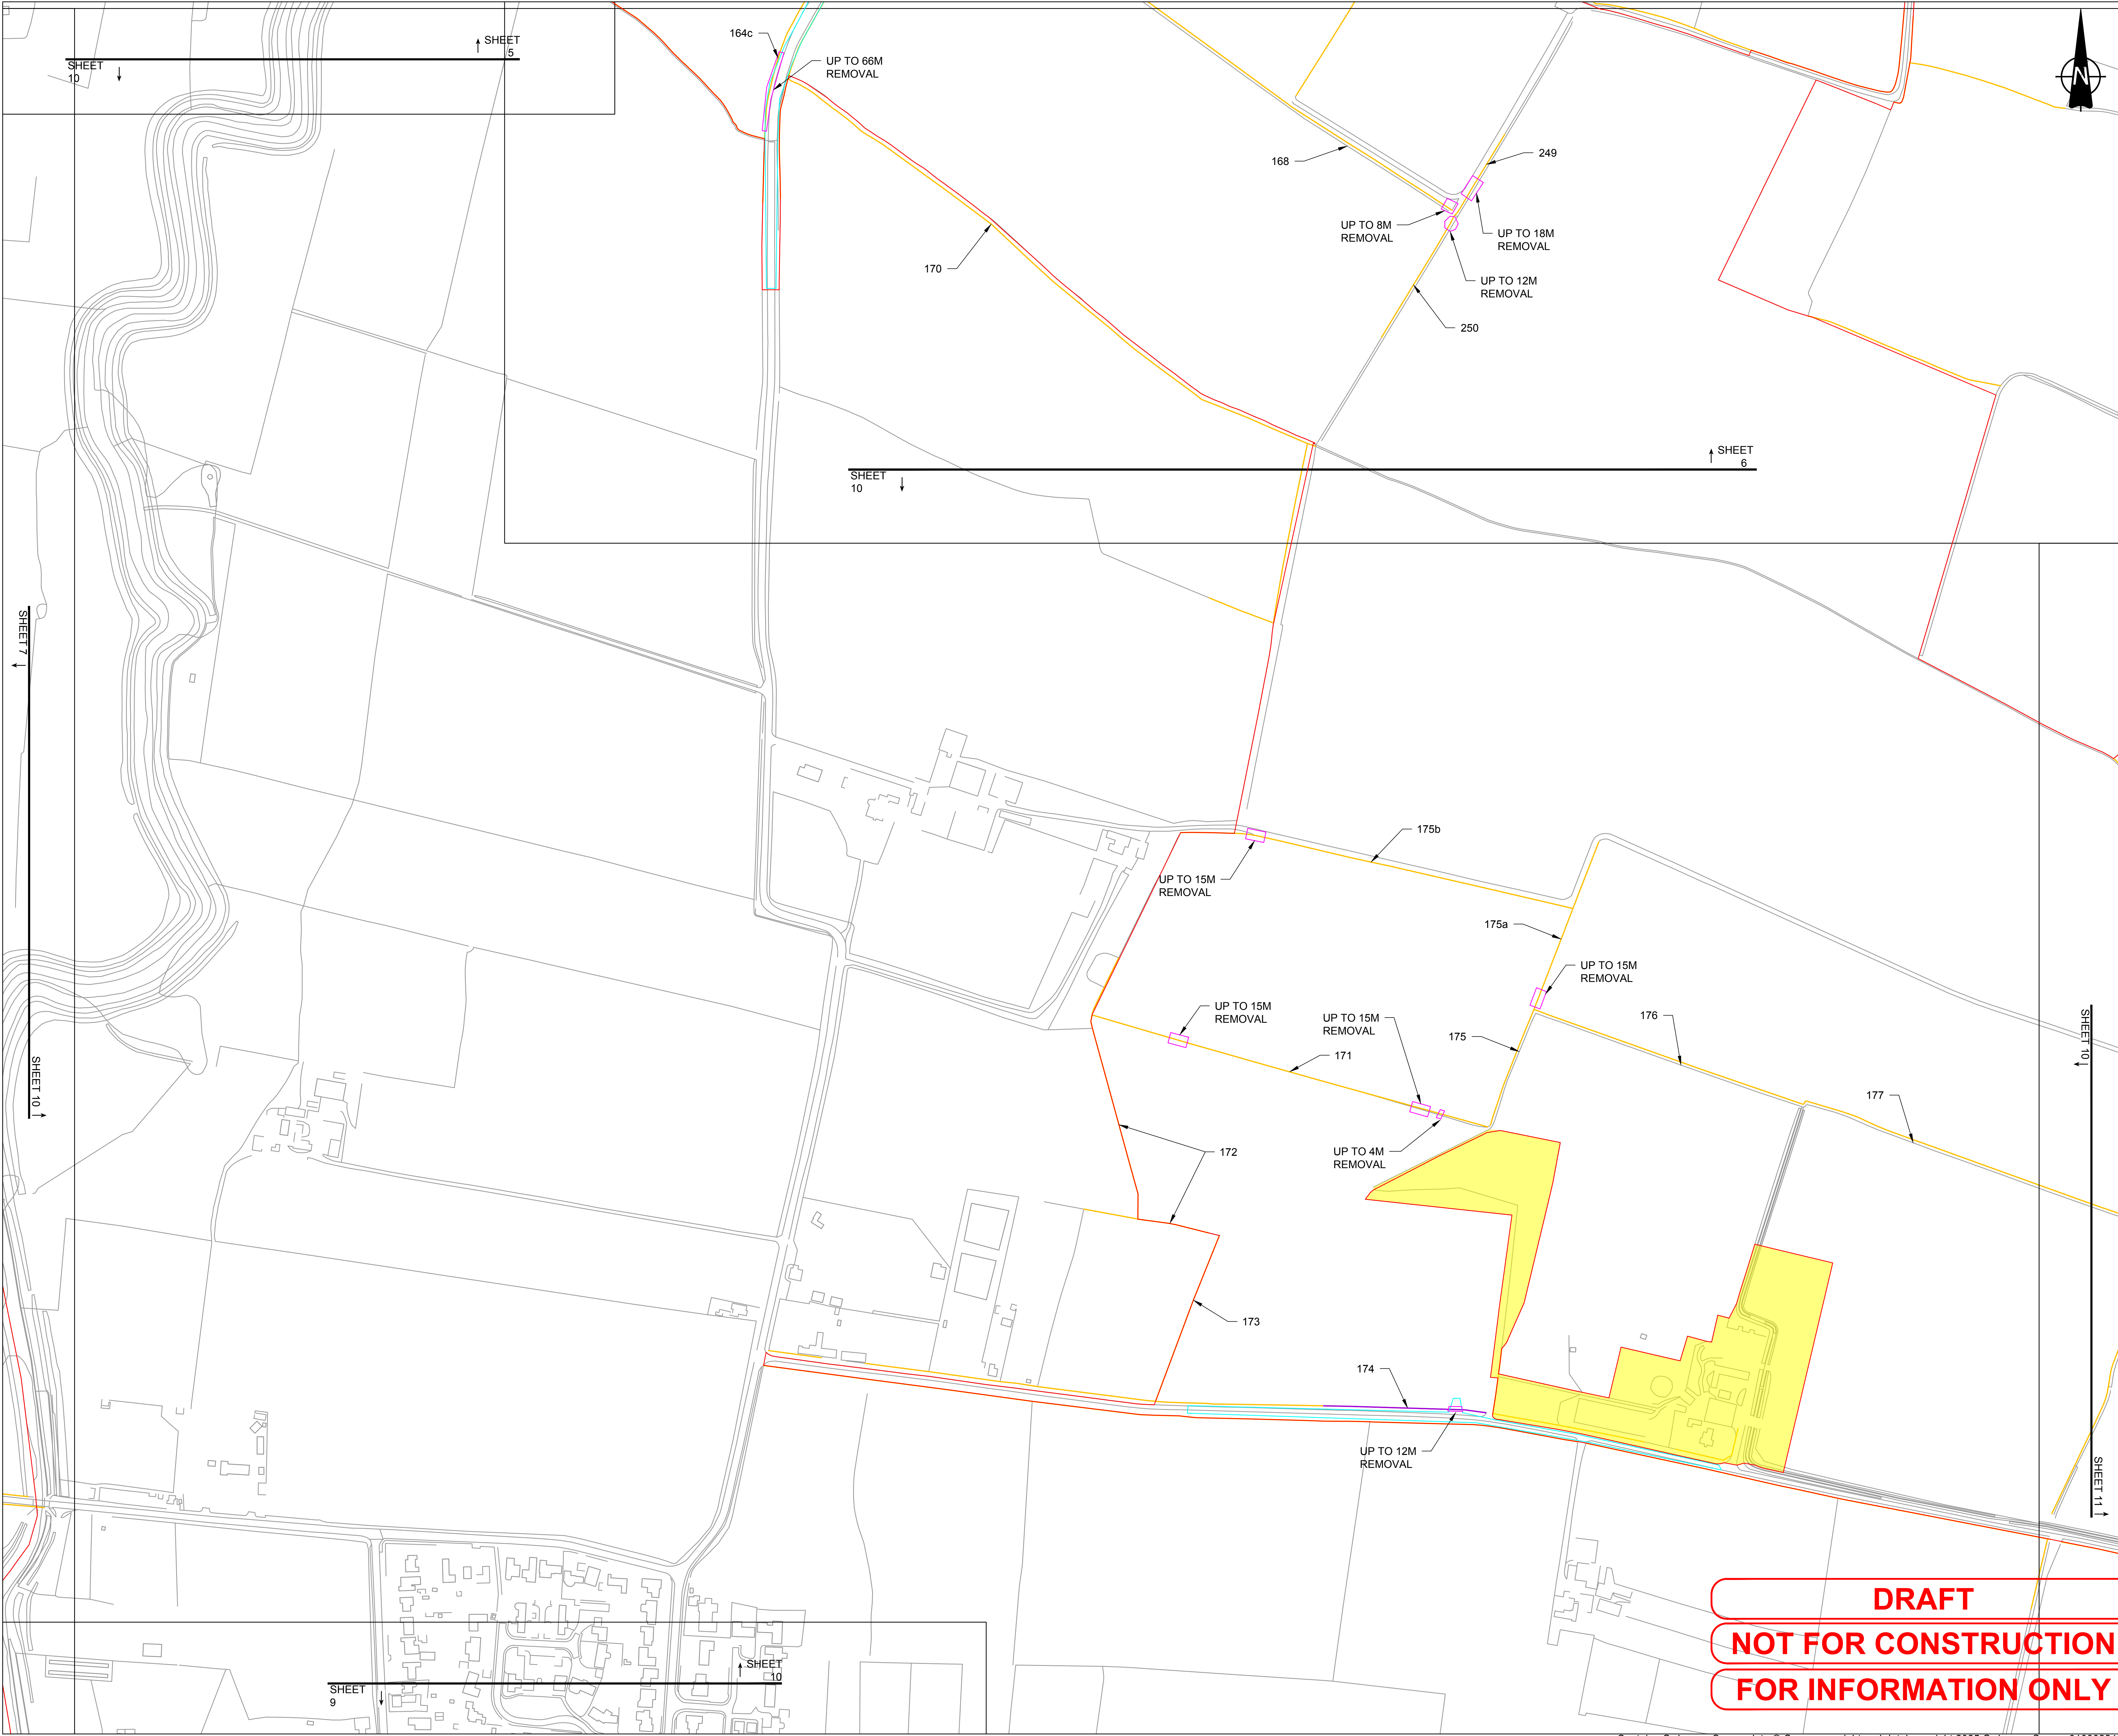 SHEET
5
SHEET
10
164c
UP TO 66M
REMOVAL
N
168
249
UP TO 8M
REMOVAL
UP TO 18M
REMOVAL
170
UP TO 12M
REMOVAL
250
SHEET
6
SHEET
10
SHEET 7
SHEET 10
175b
UP TO 15M
REMOVAL
175a
UP TO 15M
REMOVAL
UP TO 15M
REMOVAL
UP TO 15M
REMOVAL
176
175
171
SHEET 10
177
UP TO 4M
REMOVAL
172
173
174
UP TO 12M
REMOVAL
SHEET 11
DRAFT
NOT FOR CONSTRUCTION
FOR INFORMATION ONLY
SHEET
10
SHEET
9